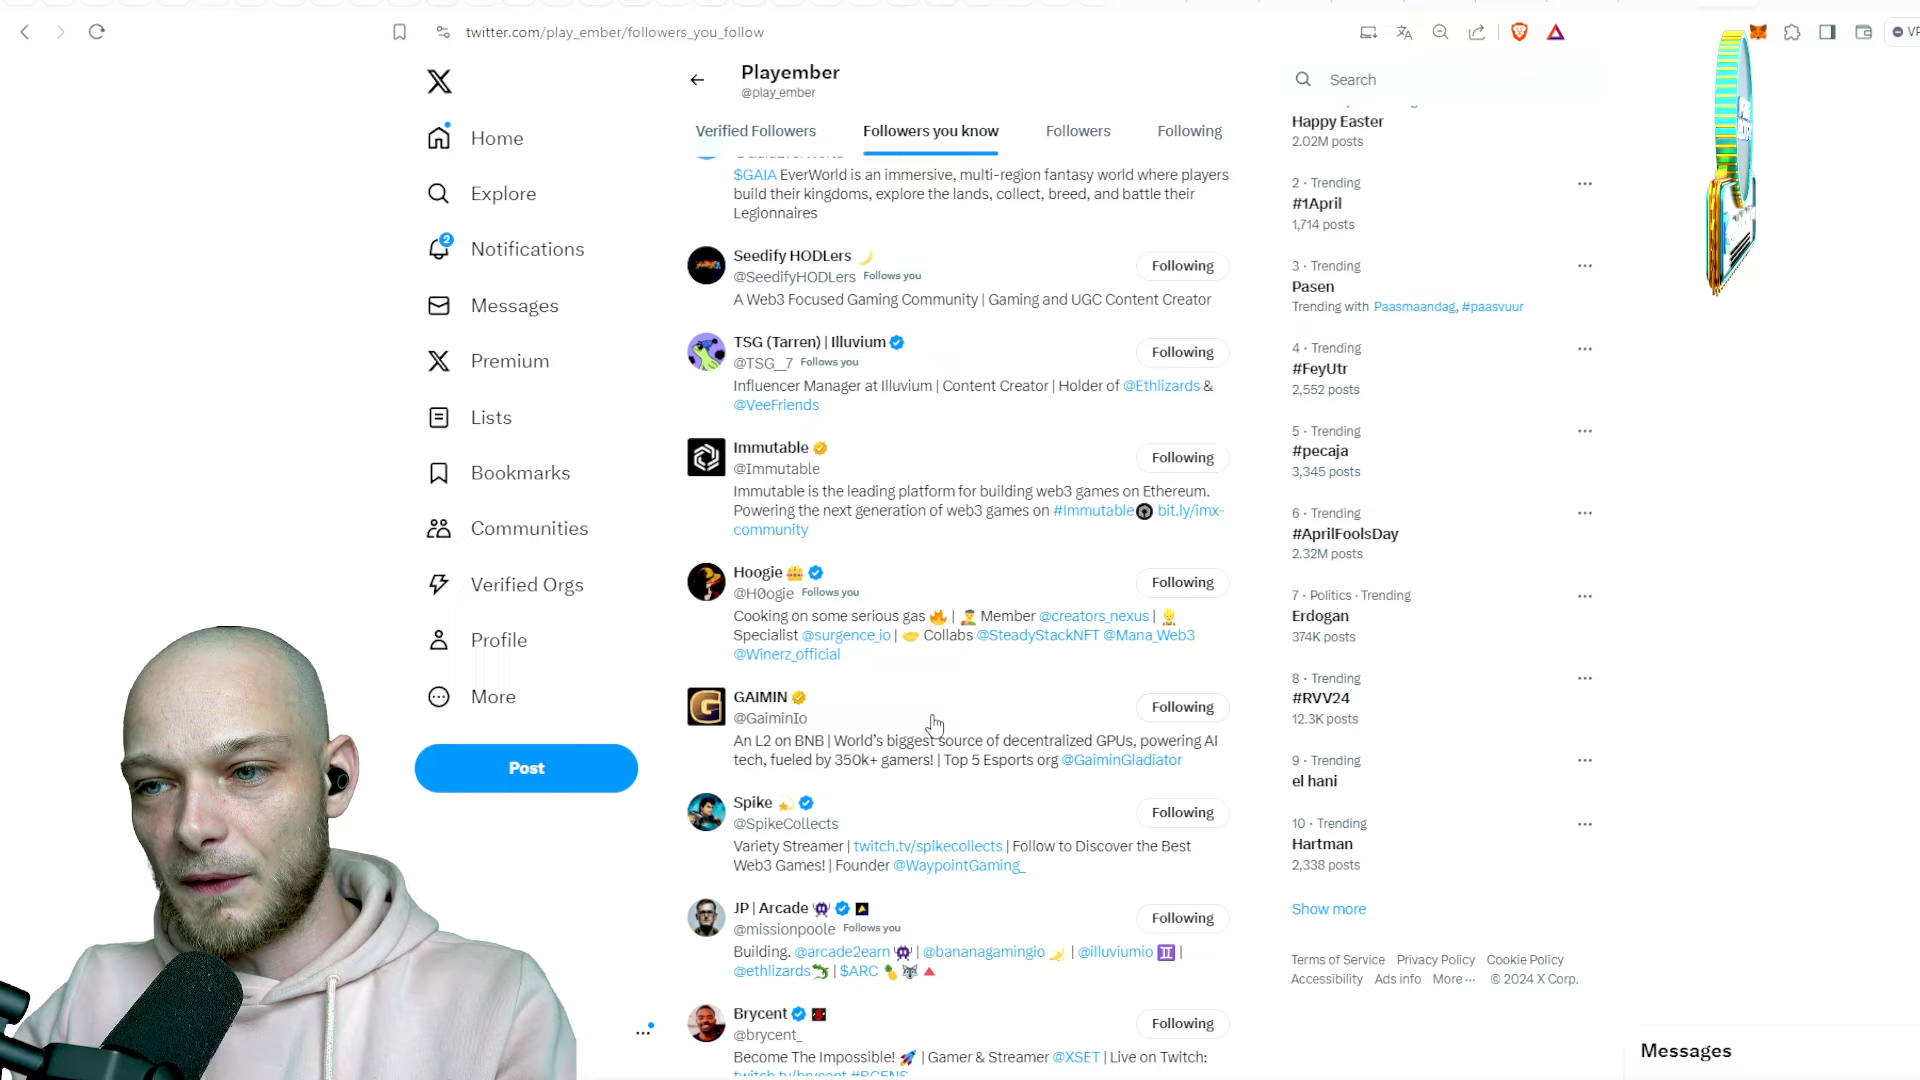 twitter.com/play_ember/followers_you_follow
VP
Playember
@play_ember
Search
Verified Followers
Followers you know
Followers
Following
Home
Explore
2
Notifications
Messages
Premium
Lists
Bookmarks
Communities
Verified Orgs
Profile
More
Post
$GAIA EverWorld is an immersive, multi-region fantasy world where players
build their kingdoms, explore the lands, collect, breed, and battle their
Legionnaires
Seedify HODLers
@SeedifyHODLers Follows you
Following
A Web3 Focused Gaming Community | Gaming and UGC Content Creator
TSG (Tarren) | Illuvium
@TSG__7 Follows you
Following
Influencer Manager at Illuvium | Content Creator | Holder of @Ethlizards &
@VeeFriends
Immutable
@Immutable
Following
Immutable is the leading platform for building web3 games on Ethereum.
Powering the next generation of web3 games on #Immutable bit.ly/imx-
community
Hoogie
@H0ogie Follows you
Following
Cooking on some serious gas 🔥 | Member @creators_nexus |
Specialist @surgence_io | 🤝 Collabs @SteadyStackNFT @Mana_Web3
@Winerz_official
GAIMIN
@GaiminIo
Following
An L2 on BNB | World's biggest source of decentralized GPUs, powering AI
tech, fueled by 350k+ gamers! | Top 5 Esports org @GaiminGladiator
Spike
@SpikeCollects
Following
Variety Streamer | twitch.tv/spikecollects | Follow to Discover the Best
Web3 Games! | Founder @WaypointGaming_
JP | Arcade
@missionpoole Follows you
Following
Building. @arcade2earn 👾 | @bananagamingio 🍌 | @illuviumio ♊ |
@ethlizards🦎 | $ARC 🍍🐺🔺
Brycent
@brycent_
Following
Become The Impossible! 🚀 | Gamer & Streamer @XSET | Live on Twitch:
twitch.tv/brycent #BCFNS
Happy Easter
2.02M posts
2 · Trending
#1April
1,714 posts
3 · Trending
Pasen
Trending with Paasmaandag, #paasvuur
4 · Trending
#FeyUtr
2,552 posts
5 · Trending
#pecaja
3,345 posts
6 · Trending
#AprilFoolsDay
2.32M posts
7 · Politics · Trending
Erdogan
374K posts
8 · Trending
#RVV24
12.3K posts
9 · Trending
el hani
10 · Trending
Hartman
2,338 posts
Show more
Terms of Service Privacy Policy Cookie Policy
Accessibility Ads info More ··· © 2024 X Corp.
Messages